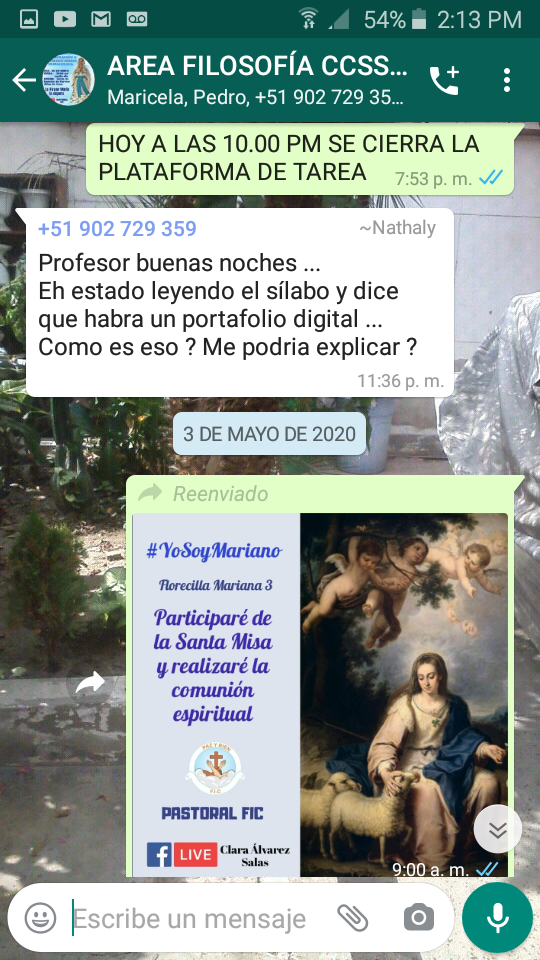 54% 2:13 PM
AREA FILOSOFÍA CCSS...
Maricela, Pedro, +51 902 729 35...
HOY A LAS 10.00 PM SE CIERRA LA
PLATAFORMA DE TAREA
7:53 p. m.
+51 902 729 359
~Nathaly
Profesor buenas noches ...
Eh estado leyendo el sílabo y dice
que habra un portafolio digital ...
Como es eso ? Me podria explicar ?
11:36 p. m.
3 DE MAYO DE 2020
Reenviado
#YoSoyMariano
Florecilla Mariana 3
Participaré de
la Santa Misa
y realizaré la
comunión
espiritual
PAZ Y BIEN
F.I.C
PASTORAL FIC
f LIVE Clara Álvarez
Salas
9:00 a. m.
Escribe un mensaje